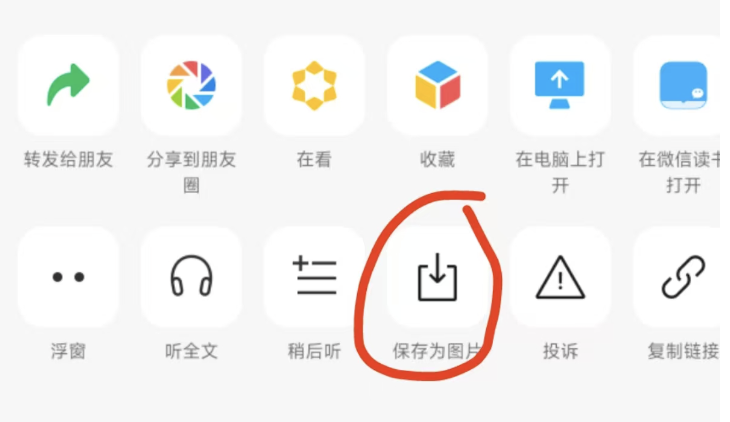 转发给朋友 分享到朋友 在看 收藏 在电脑上打 在微信读书
圈 开 打开
浮窗 听全文 稍后听 保存为图片 投诉 复制链接